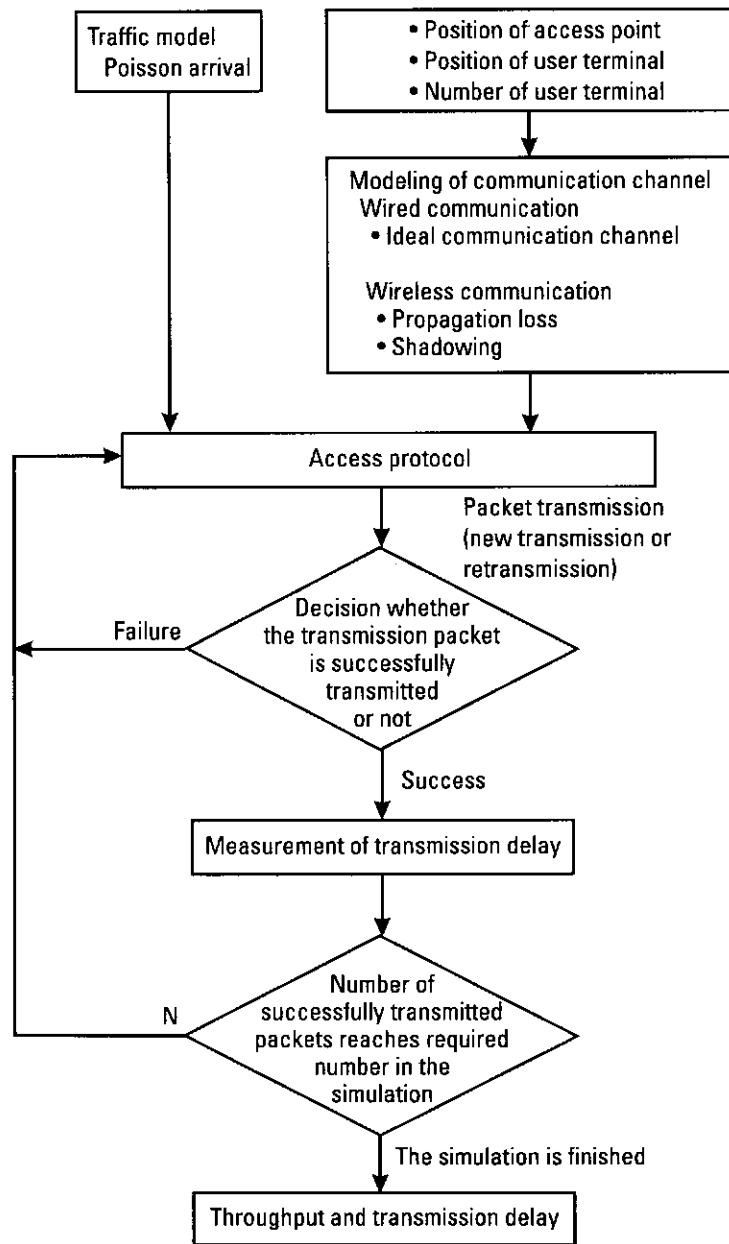 Traffic model
Poisson arrival
• Position of access point
• Position of user terminal
• Number of user terminal
Modeling of communication channel
Wired communication
• Ideal communication channel
Wireless communication
• Propagation loss
• Shadowing
Access protocol
Packet transmission
(new transmission or
retransmission)
Decision whether
the transmission packet
is successfully
transmitted
or not
Failure
Success
Measurement of transmission delay
Number of
successfully transmitted
packets reaches required
number in the
simulation
N
The simulation is finished
Throughput and transmission delay